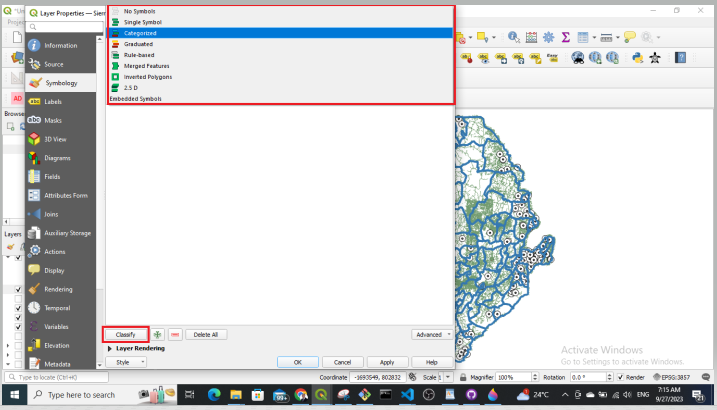 Layer Properties — Sierr
No Symbols
Single Symbol
Categorized
Graduated
Rule-based
Merged Features
Inverted Polygons
2.5 D
Embedded Symbols
Information
Source
Symbology
Labels
Masks
3D View
Diagrams
Fields
Attributes Form
Joins
Auxiliary Storage
Actions
Display
Rendering
Temporal
Variables
Elevation
Metadata
Projec
AD
Browse
Layers
Classify
Delete All
Advanced
Layer Rendering
Style
OK
Cancel
Apply
Help
Activate Windows
Go to Settings to activate Windows.
Type to locate (Ctrl+K)
Coordinate -1693549, 802832
Scale
Magnifier 100%
Rotation 0.0 °
Render
EPSG:3857
Type here to search
99+
24°C
7:15 AM
9/27/2023